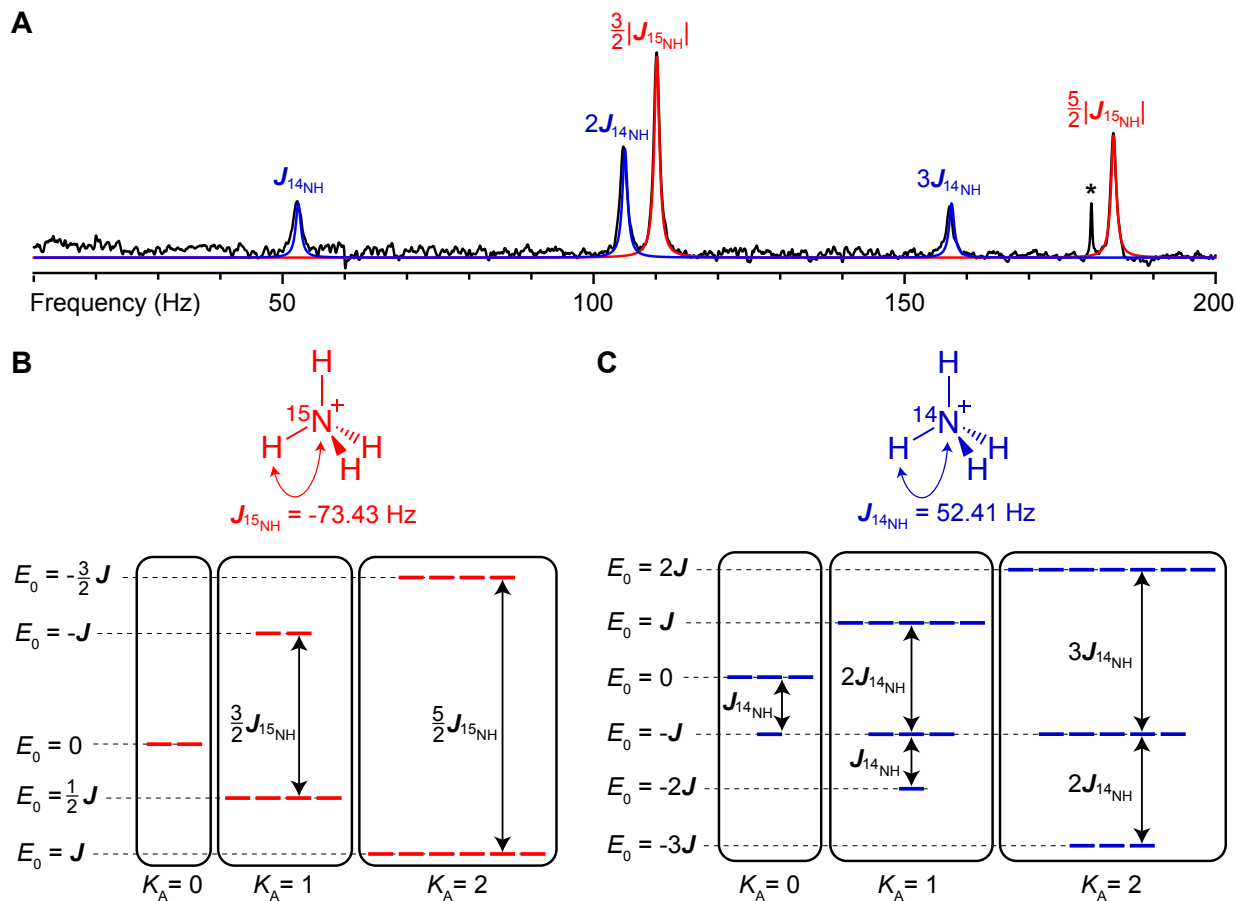 A
J14NH
2J14NH
3/2|J15NH|
3J14NH
*
5/2|J15NH|
Frequency (Hz)
50
100
150
200
B
H
15N+
H
H
H
J15NH = -73.43 Hz
E0 = -3/2 J
E0 = -J
E0 = 0
E0 = 1/2 J
E0 = J
3/2 J15NH
5/2 J15NH
KA= 0
KA= 1
KA= 2
C
H
14N+
H
H
H
J14NH = 52.41 Hz
E0 = 2J
E0 = J
E0 = 0
E0 = -J
E0 = -2J
E0 = -3J
J14NH
2J14NH
J14NH
3J14NH
2J14NH
KA= 0
KA= 1
KA= 2